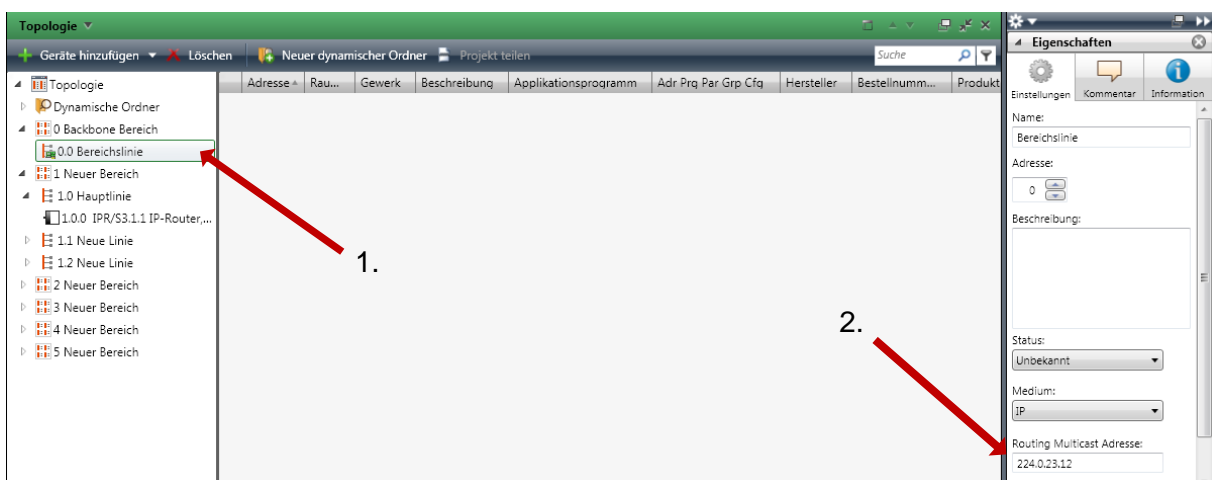 Topologie
Geräte hinzufügen Löschen Neuer dynamischer Ordner Projekt teilen Suche
Topologie
Dynamische Ordner
0 Backbone Bereich
0.0 Bereichslinie
1 Neuer Bereich
1.0 Hauptlinie
1.0.0 IPR/S3.1.1 IP-Router,...
1.1 Neue Linie
1.2 Neue Linie
2 Neuer Bereich
3 Neuer Bereich
4 Neuer Bereich
5 Neuer Bereich
Adresse Rau... Gewerk Beschreibung Applikationsprogramm Adr Prg Par Grp Cfg Hersteller Bestellnumm... Produkt
1.
2.
Eigenschaften
Einstellungen Kommentar Information
Name:
Bereichslinie
Adresse:
0
Beschreibung:
Status:
Unbekannt
Medium:
IP
Routing Multicast Adresse:
224.0.23.12